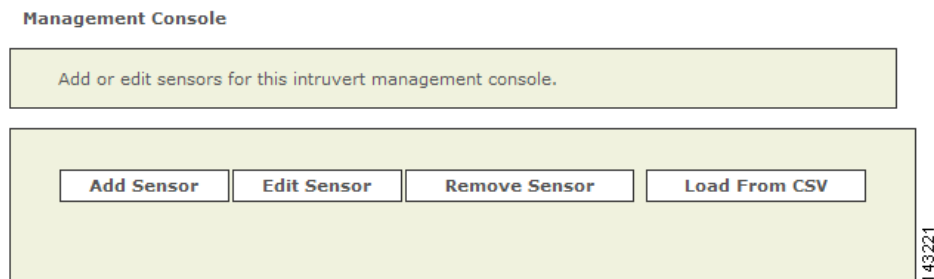 Management Console
Add or edit sensors for this intruvert management console.
Add Sensor Edit Sensor Remove Sensor Load From CSV
143221